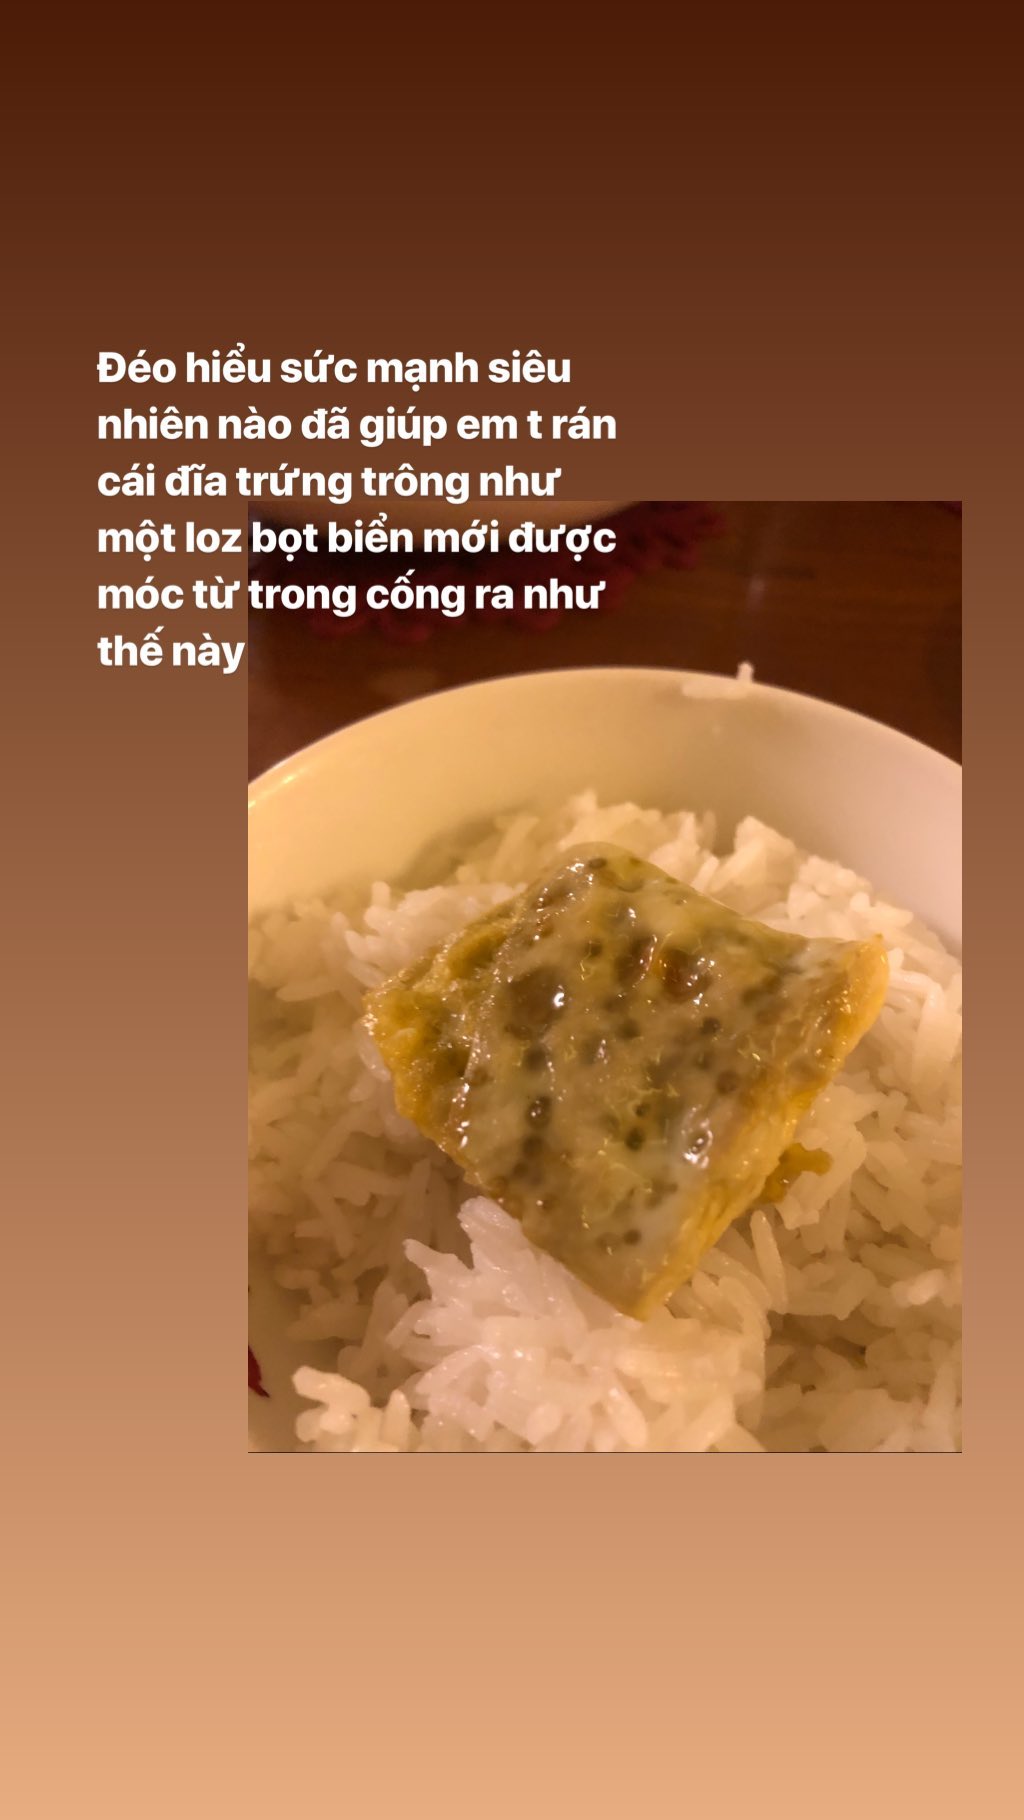 Đéo hiểu sức mạnh siêu
nhiên nào đã giúp em t rán
cái đĩa trứng trông như
một loz bọt biển mới được
móc từ trong cống ra như
thế này